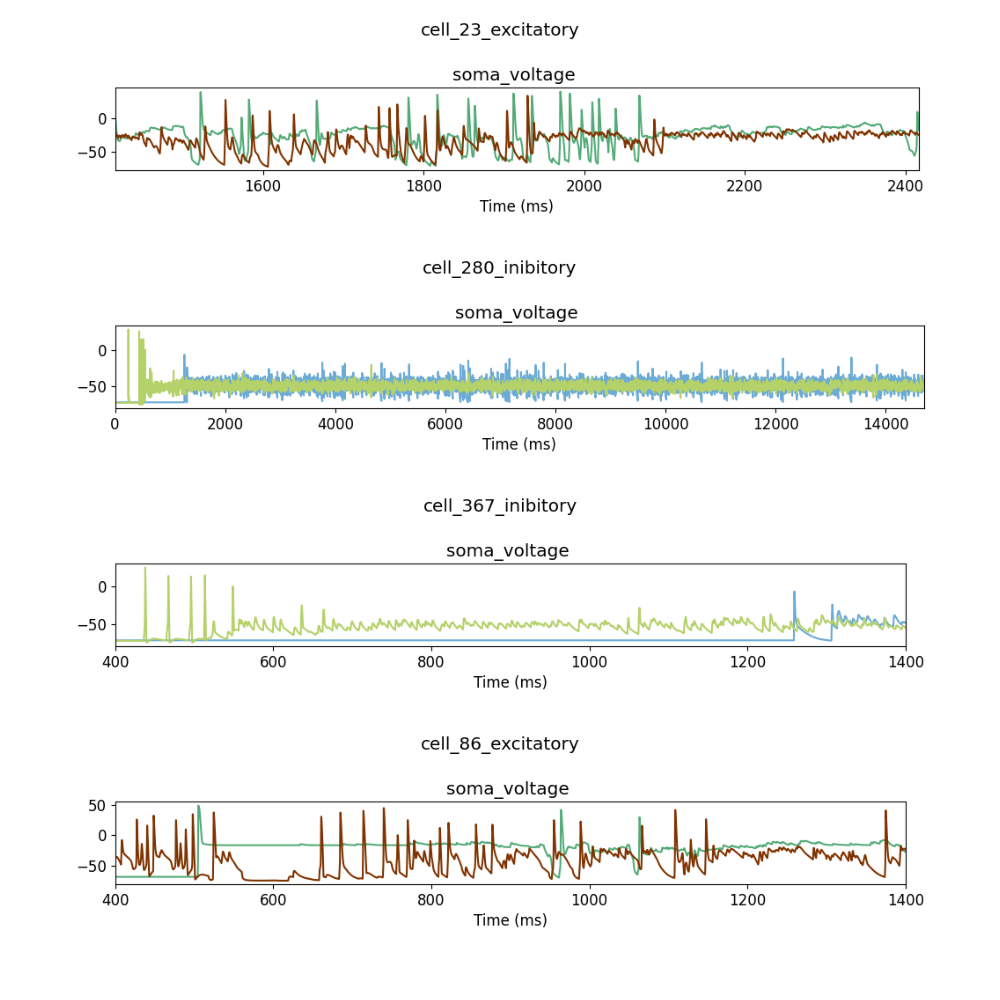 cell_23_excitatory
soma_voltage
0
−50
1600 1800 2000 2200 2400
Time (ms)
cell_280_inibitory
soma_voltage
0
−50
0 2000 4000 6000 8000 10000 12000 14000
Time (ms)
cell_367_inibitory
soma_voltage
0
−50
400 600 800 1000 1200 1400
Time (ms)
cell_86_excitatory
soma_voltage
50
0
−50
400 600 800 1000 1200 1400
Time (ms)